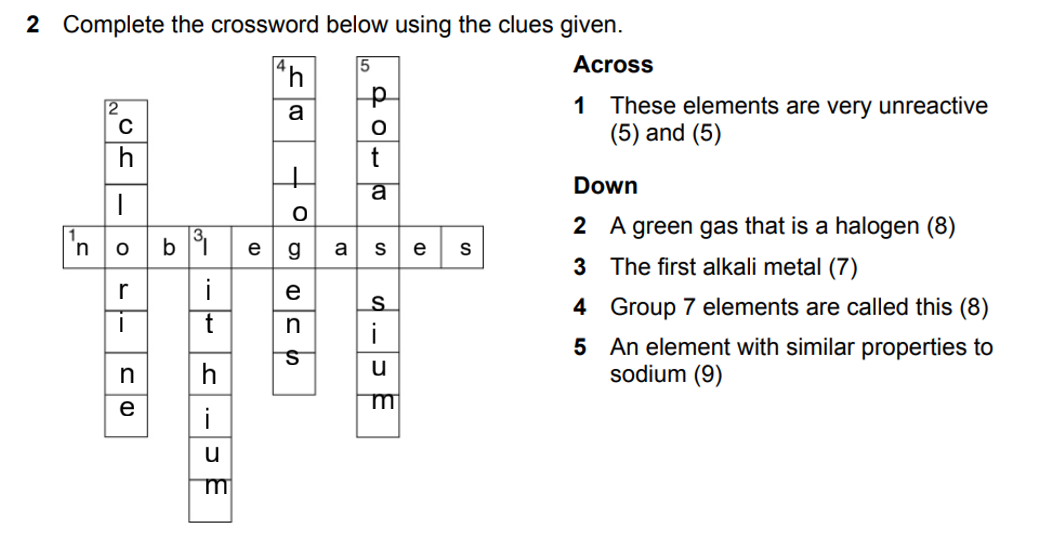 2 Complete the crossword below using the clues given.
Across
1 These elements are very unreactive
(5) and (5)
Down
2 A green gas that is a halogen (8)
3 The first alkali metal (7)
4 Group 7 elements are called this (8)
5 An element with similar properties to
sodium (9)
4 h
a
l
o
g
e
n
s
5 p
o
t
a
s
s
i
u
m
2 c
h
l
o
r
i
n
e
1 n o b 3 l e g a s e s
i
t
h
i
u
m